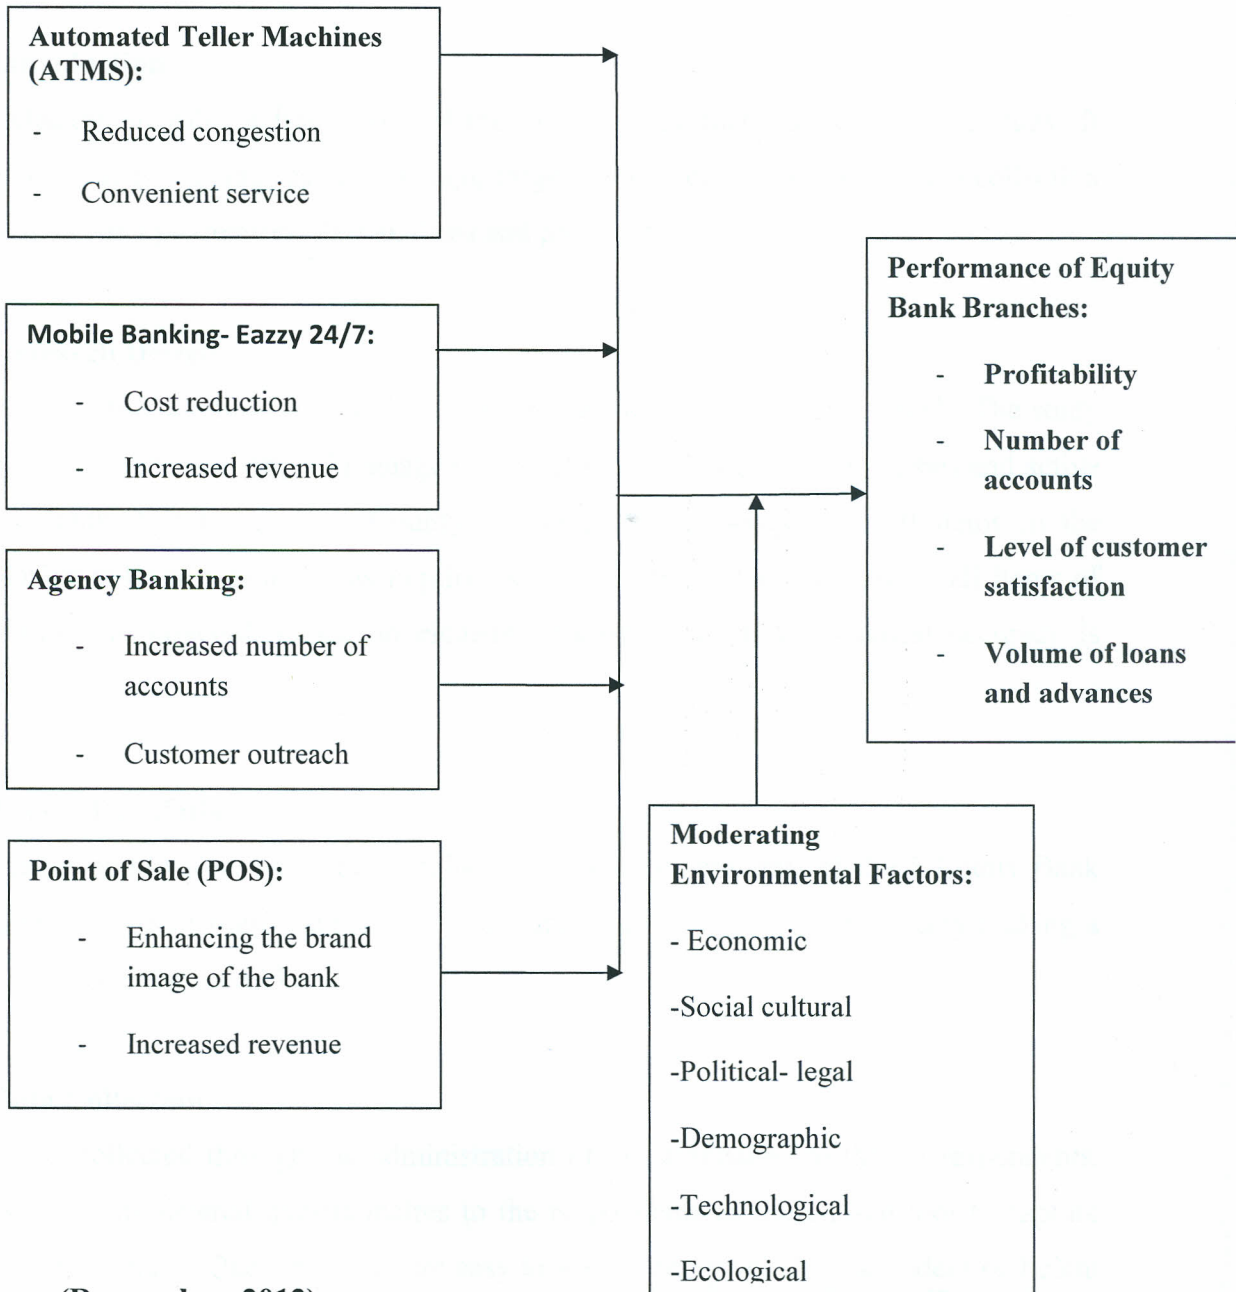 Automated Teller Machines
(ATMS):
- Reduced congestion
- Convenient service
Mobile Banking- Eazzy 24/7:
- Cost reduction
- Increased revenue
Agency Banking:
- Increased number of
accounts
- Customer outreach
Point of Sale (POS):
- Enhancing the brand
image of the bank
- Increased revenue
Performance of Equity
Bank Branches:
- Profitability
- Number of
accounts
- Level of customer
satisfaction
- Volume of loans
and advances
Moderating
Environmental Factors:
- Economic
-Social cultural
-Political- legal
-Demographic
-Technological
-Ecological
2012)